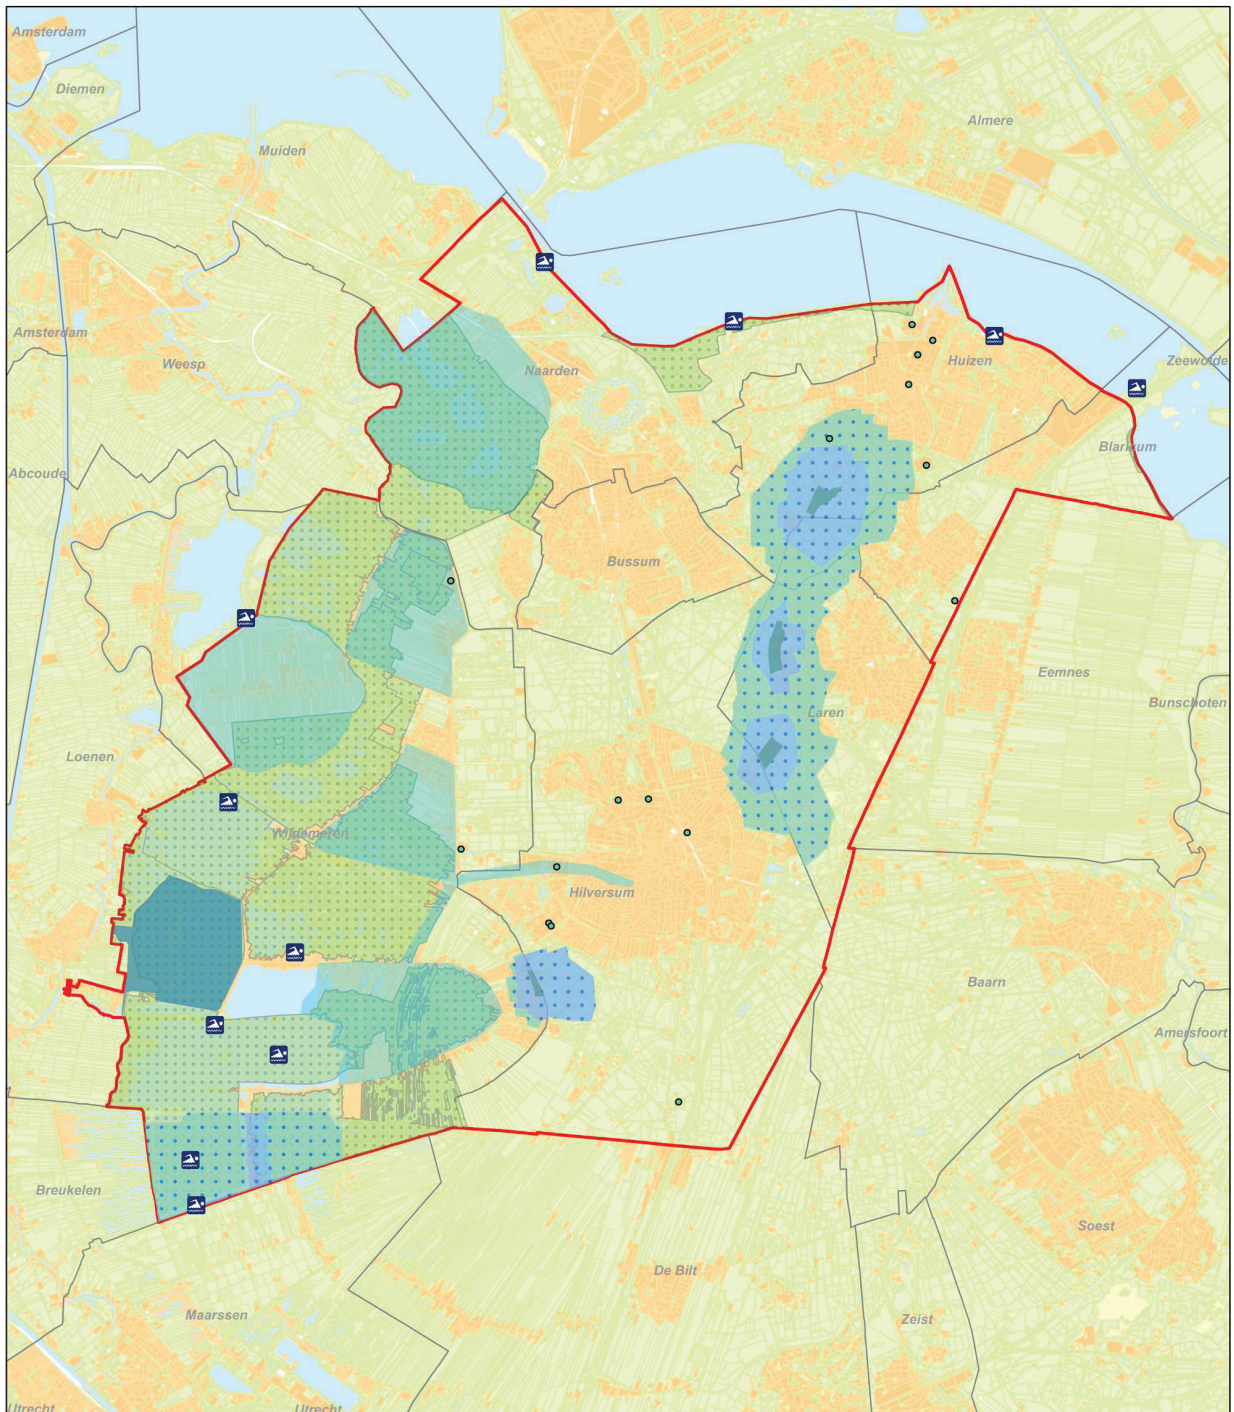 Amsterdam
Diemen
Almere
Muiden
Amsterdam
Weesp
Naarden
Huizen
Zeewolde
Abcoude
Blaricum
Bussum
Eemnes
Bunschoten
Laren
Loenen
Wijdemeren
Hilversum
Baarn
Amersfoort
Breukelen
Soest
De Bilt
Maarssen
Zeist
Utrecht
Utrecht